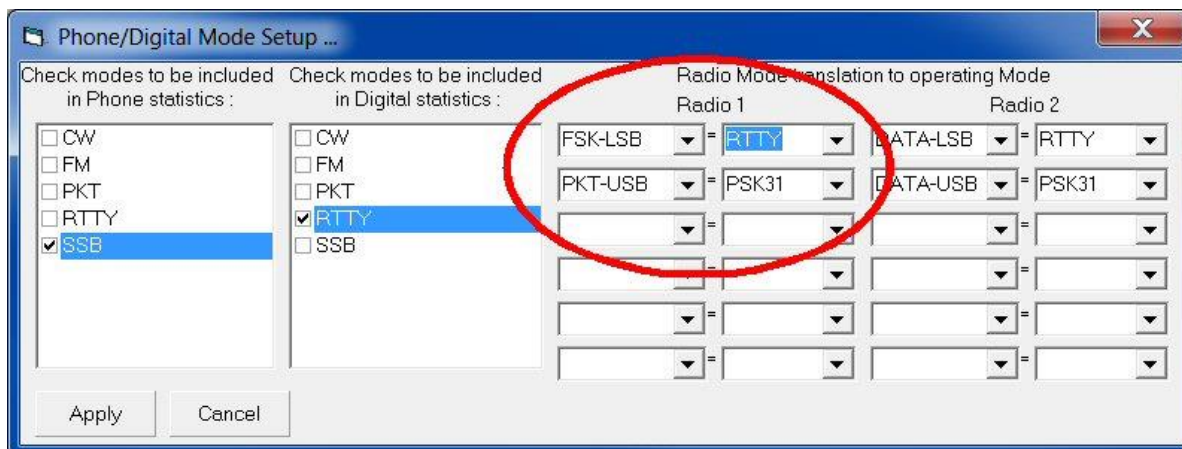 Phone/Digital Mode Setup ...
Check modes to be included
in Phone statistics :
Check modes to be included
in Digital statistics :
Radio Mode translation to operating Mode
Radio 1
Radio 2
CW
FM
PKT
RTTY
SSB
CW
FM
PKT
RTTY
SSB
FSK-LSB = RTTY
DATA-LSB = RTTY
PKT-USB = PSK31
DATA-USB = PSK31
=
=
=
=
=
=
=
=
Apply
Cancel